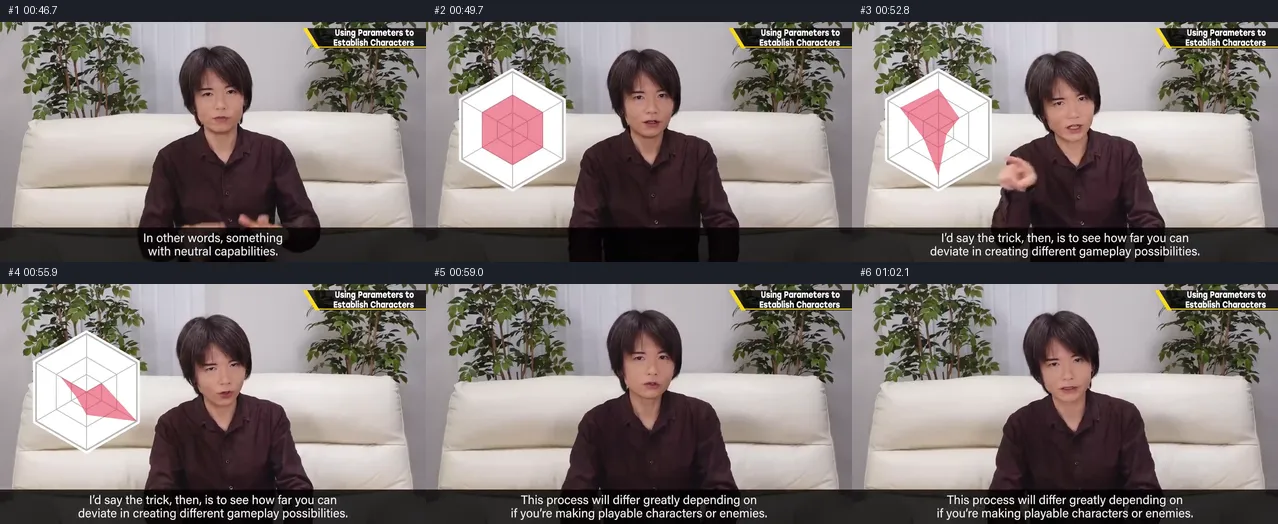 #1 00:46.7
Using Parameters to
Establish Characters
In other words, something
with neutral capabilities.
#2 00:49.7
Using Parameters to
Establish Characters
#3 00:52.8
Using Parameters to
Establish Characters
I'd say the trick, then, is to see how far you can
deviate in creating different gameplay possibilities.
#4 00:55.9
Using Parameters to
Establish Characters
I'd say the trick, then, is to see how far you can
deviate in creating different gameplay possibilities.
#5 00:59.0
Using Parameters to
Establish Characters
This process will differ greatly depending on
if you're making playable characters or enemies.
#6 01:02.1
Using Parameters to
Establish Characters
This process will differ greatly depending on
if you're making playable characters or enemies.